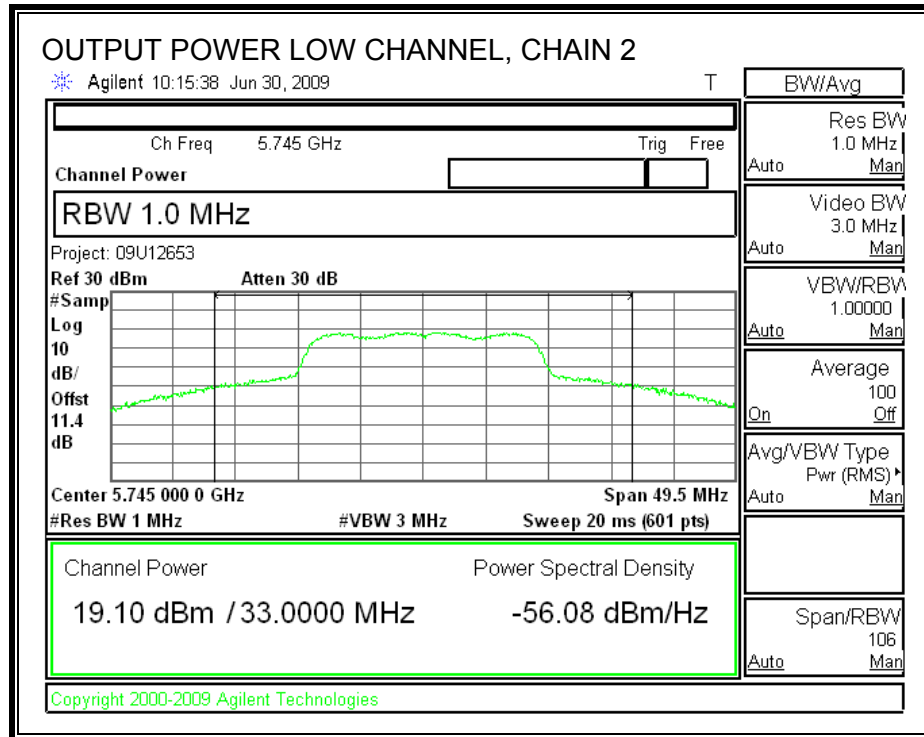 OUTPUT POWER LOW CHANNEL, CHAIN 2
Agilent 10:15:38 Jun 30, 2009 T
BW/Avg
Ch Freq 5.745 GHz Trig Free
Channel Power
RBW 1.0 MHz
Project: 09U12653
Ref 30 dBm Atten 30 dB
#Samp
Log
10
dB/
Offst
11.4
dB
Center 5.745 000 0 GHz Span 49.5 MHz
#Res BW 1 MHz #VBW 3 MHz Sweep 20 ms (601 pts)
Channel Power Power Spectral Density
19.10 dBm / 33.0000 MHz -56.08 dBm/Hz
Copyright 2000-2009 Agilent Technologies
Res BW
1.0 MHz
Auto Man
Video BW
3.0 MHz
Auto Man
VBW/RBW
1.00000
Auto Man
Average
100
On Off
Avg/VBW Type
Pwr (RMS)
Auto Man
Span/RBW
106
Auto Man